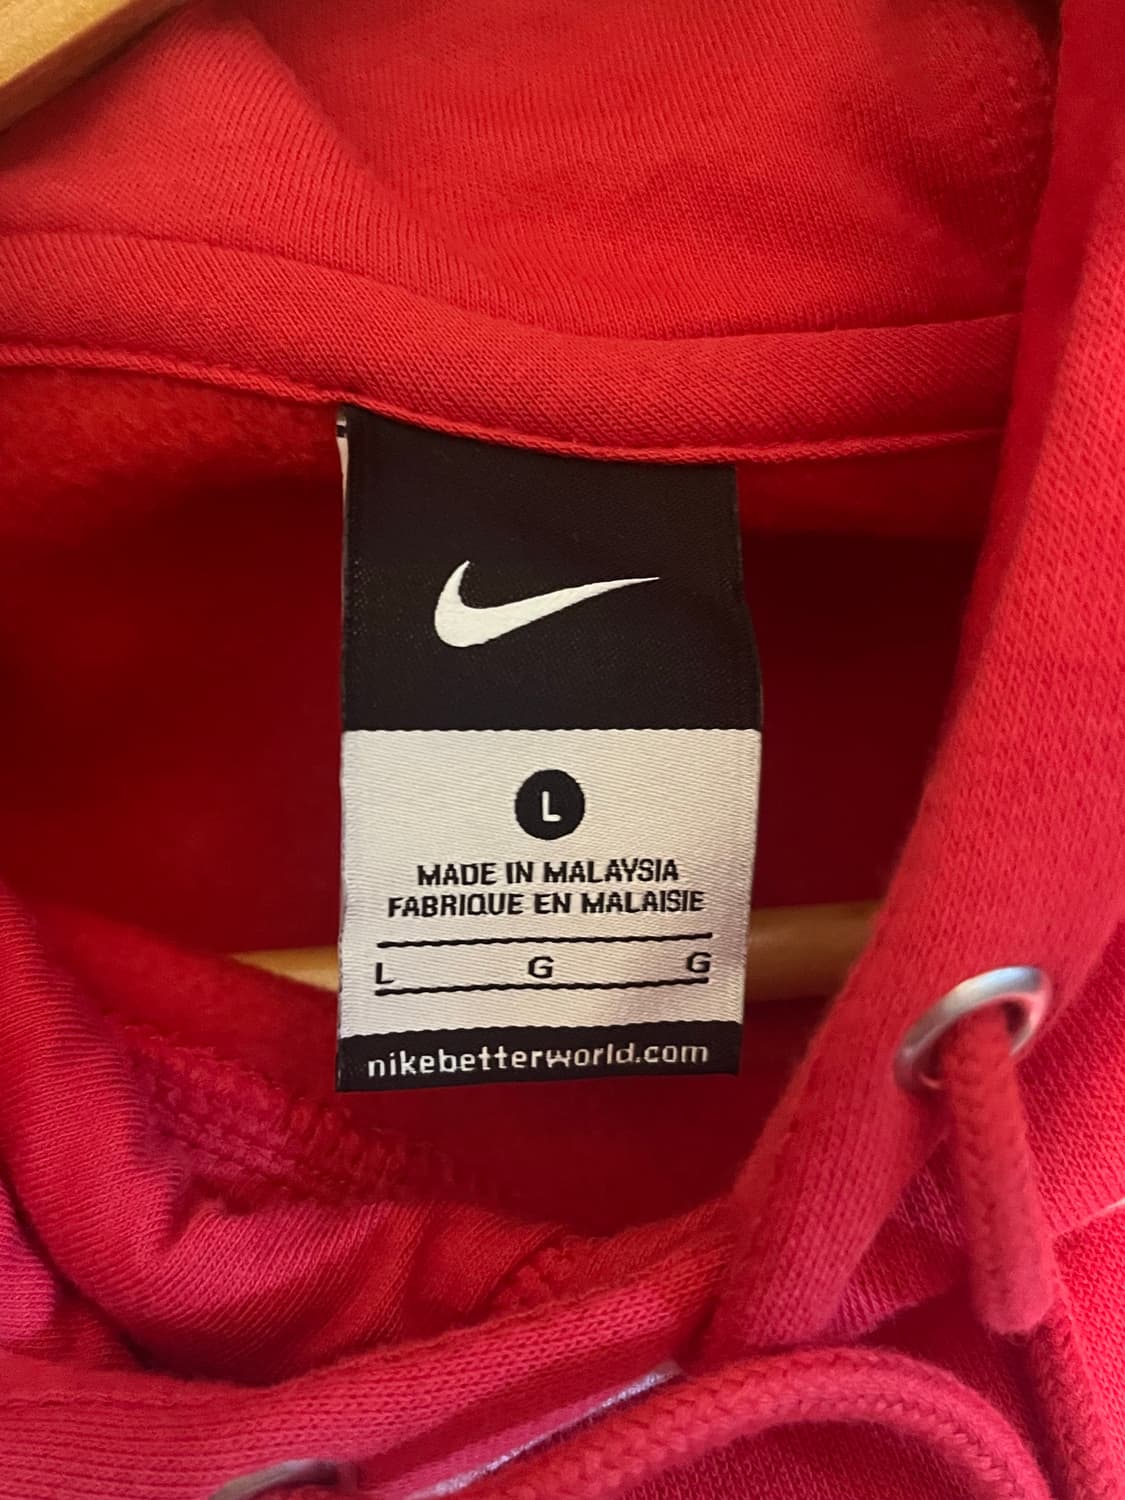 L
MADE IN MALAYSIA
FABRIQUE EN MALAISIE
L G G
nikebetterworld.com